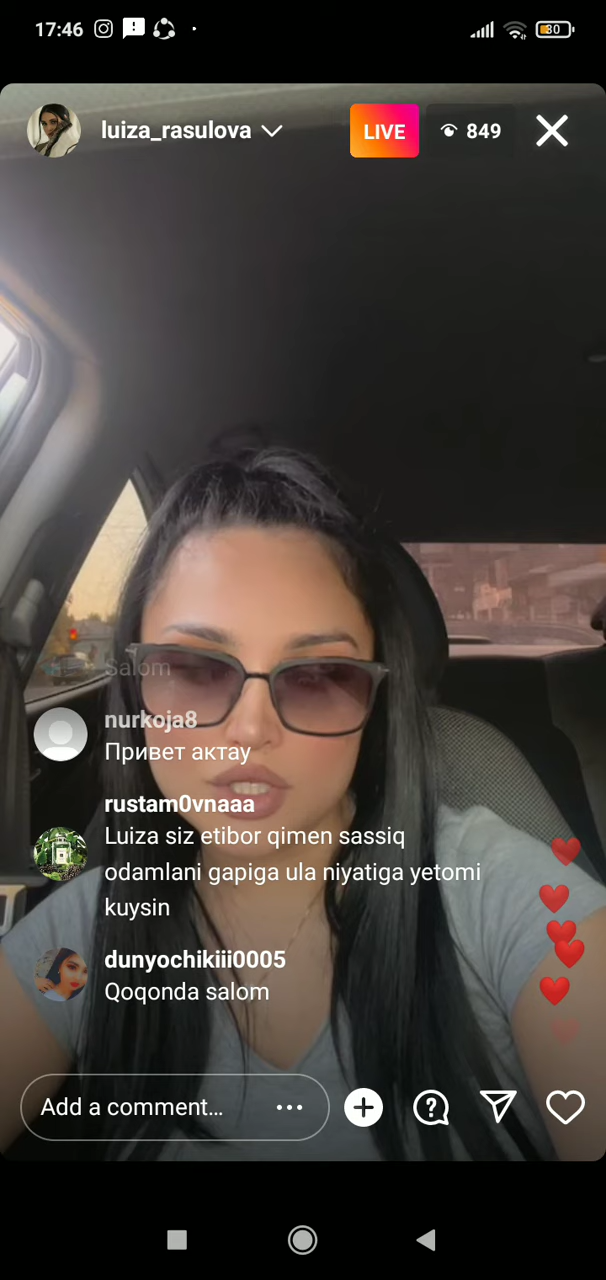 17:46
80
luiza_rasulova
LIVE
849
Salom
nurkoja8
Привет актау
rustam0vnaaa
Luiza siz etibor qimen sassiq
odamlani gapiga ula niyatiga yetomi
kuysin
dunyochikiii0005
Qoqonda salom
Add a comment...